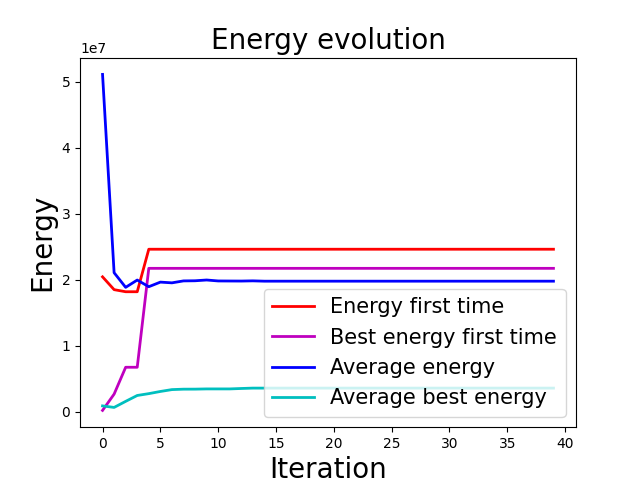 Energy evolution
1e7
5
4
3
2
1
0
Energy
Energy first time
Best energy first time
Average energy
Average best energy
0 5 10 15 20 25 30 35 40
Iteration